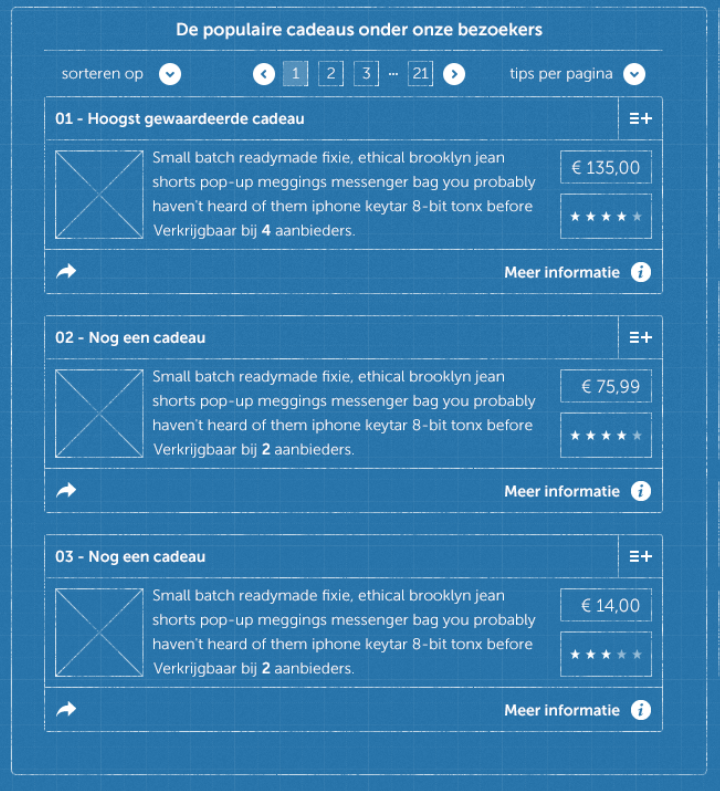 De populaire cadeaus onder onze bezoekers
sorteren op 1 2 3 ... 21 tips per pagina
01 - Hoogst gewaardeerde cadeau
Small batch readymade fixie, ethical brooklyn jean
shorts pop-up meggings messenger bag you probably
haven't heard of them iphone keytar 8-bit tonx before
Verkrijgbaar bij 4 aanbieders.
€ 135,00
Meer informatie
02 - Nog een cadeau
Small batch readymade fixie, ethical brooklyn jean
shorts pop-up meggings messenger bag you probably
haven't heard of them iphone keytar 8-bit tonx before
Verkrijgbaar bij 2 aanbieders.
€ 75,99
Meer informatie
03 - Nog een cadeau
Small batch readymade fixie, ethical brooklyn jean
shorts pop-up meggings messenger bag you probably
haven't heard of them iphone keytar 8-bit tonx before
Verkrijgbaar bij 2 aanbieders.
€ 14,00
Meer informatie